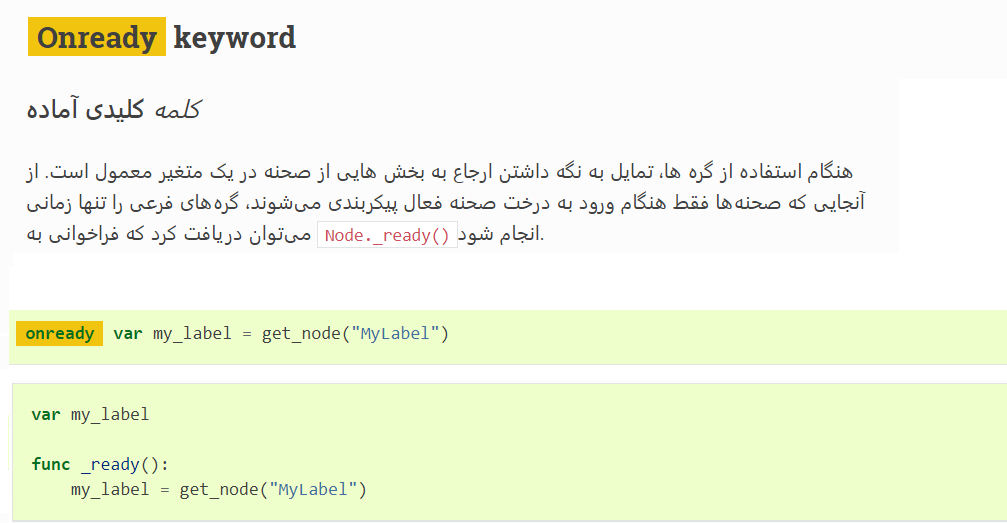 Onready keyword
کلمه کلیدی آماده
هنگام استفاده از گره ها، تمایل به نگه داشتن ارجاع به بخش هایی از صحنه در یک متغیر معمول است. از
آنجایی که صحنه‌ها فقط هنگام ورود به درخت صحنه فعال پیکربندی می‌شوند، گره‌های فرعی را تنها زمانی
می‌توان دریافت کرد که فراخوانی به Node._ready() انجام شود.
onready var my_label = get_node("MyLabel")
var my_label
func _ready():
    my_label = get_node("MyLabel")